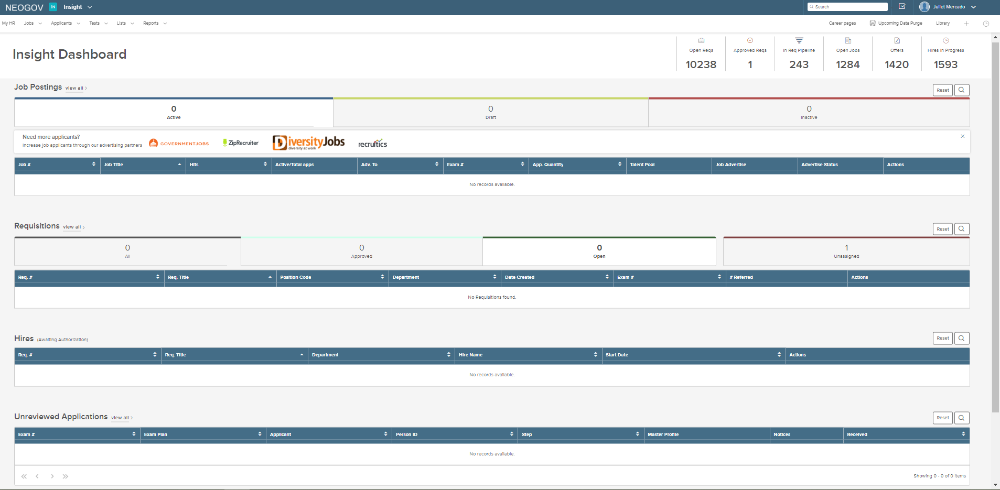 NEOGOV IN Insight Search Juliet Mercado
My HR Jobs Applicants Tests Lists Reports Career pages Upcoming Data Purge Library
Insight Dashboard
Open Reqs Approved Reqs In Req Pipeline Open Jobs Offers Hires In Progress
10238 1 243 1284 1420 1593
Job Postings view all Reset
0 0 0
Active Draft Inactive
Need more applicants?
Increase job applicants through our advertising partners GOVERNMENTJOBS ZipRecruiter DiversityJobs recruitics
diversity at work
Job # Job Title Hits Active/Total apps Adv. To Exam # App. Quantity Talent Pool Job Advertise Advertise Status Actions
No records available.
Requisitions view all Reset
0 0 0 1
All Approved Open Unassigned
Req. # Req. Title Position Code Department Date Created Exam # # Referred Actions
No Requisitions found.
Hires (Awaiting Authorization) Reset
Req. # Req. Title Department Hire Name Start Date Actions
No records available.
Unreviewed Applications view all Reset
Exam # Exam Plan Applicant Person ID Step Master Profile Notices Received
No records available.
Showing 0 - 0 of 0 items